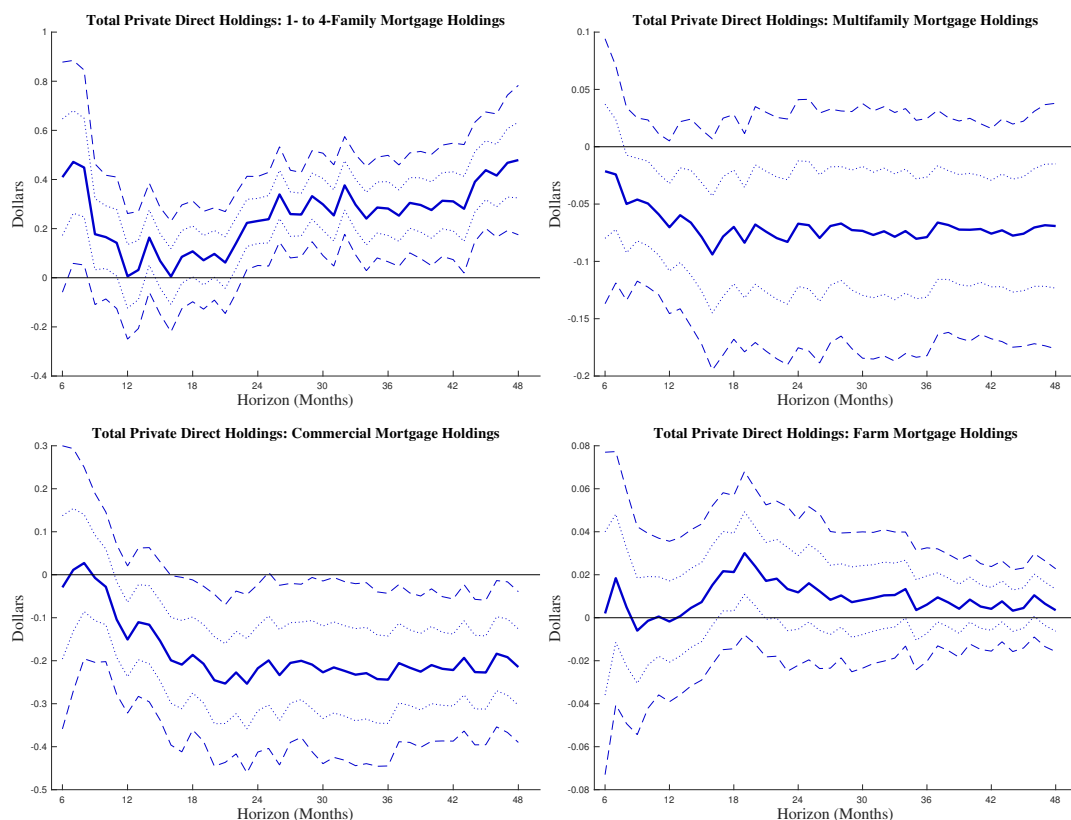 Total Private Direct Holdings: 1- to 4-Family Mortgage Holdings
1
0.8
0.6
0.4
0.2
0
-0.2
-0.4
Dollars
6 12 18 24 30 36 42 48
Horizon (Months)
Total Private Direct Holdings: Multifamily Mortgage Holdings
0.1
0.05
0
-0.05
-0.1
-0.15
-0.2
Dollars
6 12 18 24 30 36 42 48
Horizon (Months)
Total Private Direct Holdings: Commercial Mortgage Holdings
0.3
0.2
0.1
0
-0.1
-0.2
-0.3
-0.4
-0.5
Dollars
6 12 18 24 30 36 42 48
Horizon (Months)
Total Private Direct Holdings: Farm Mortgage Holdings
0.08
0.06
0.04
0.02
0
-0.02
-0.04
-0.06
-0.08
Dollars
6 12 18 24 30 36 42 48
Horizon (Months)